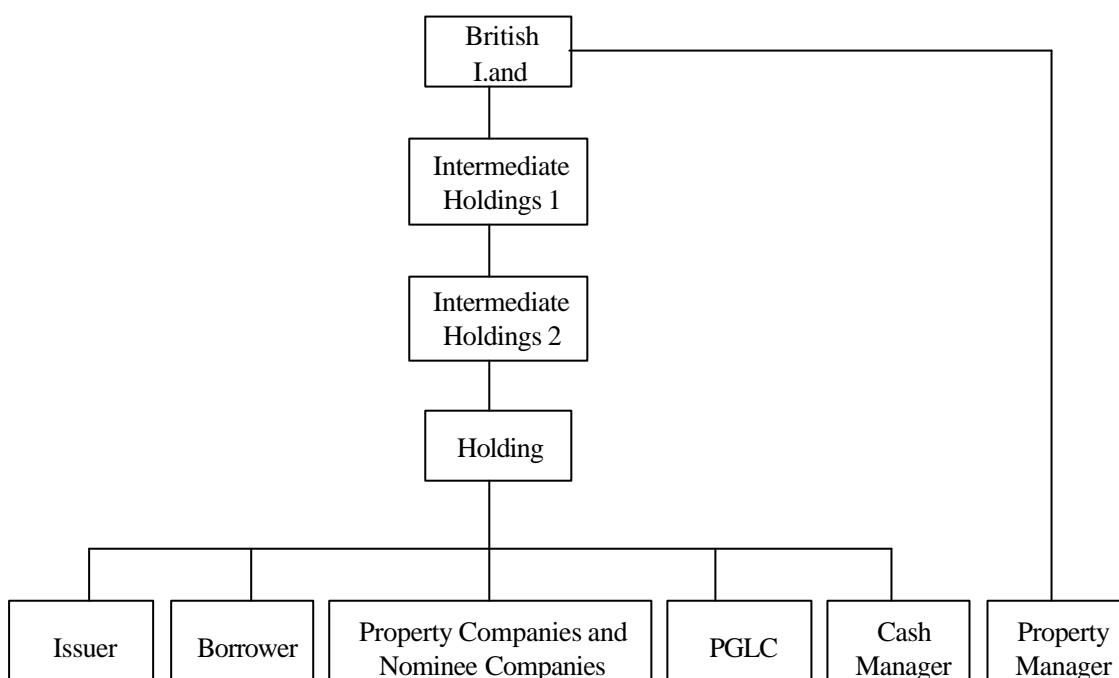 British
Land
Intermediate
Holdings 1
Intermediate
Holdings 2
Holding
Issuer
Borrower
Property Companies and
Nominee Companies
PGLC
Cash
Manager
Property
Manager